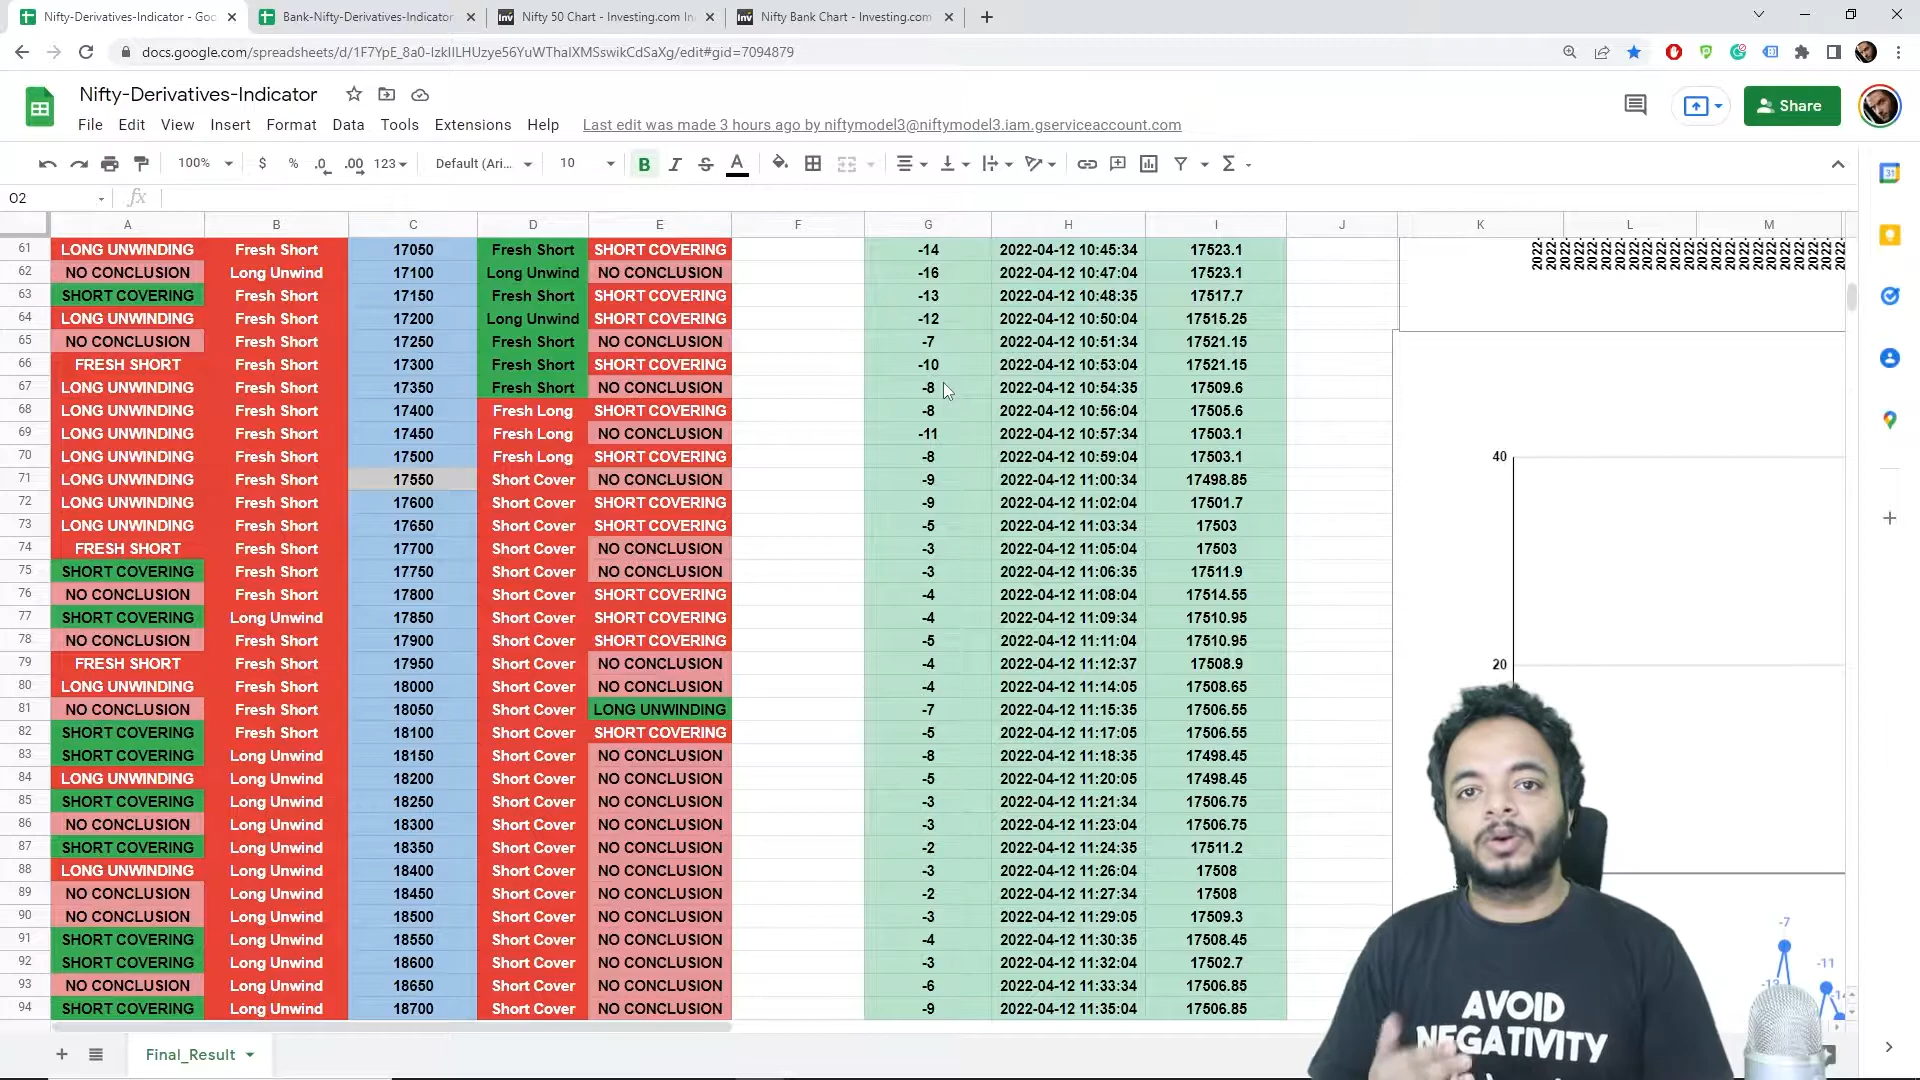 Nifty-Derivatives-Indicator - Goo
Bank-Nifty-Derivatives-Indicator
Nifty 50 Chart - Investing.com In
Nifty Bank Chart - Investing.com
docs.google.com/spreadsheets/d/1F7YpE_8a0-IzkIlLHUzye56YuWThaIXMSswikCdSaXg/edit#gid=7094879
Nifty-Derivatives-Indicator
Share
File Edit View Insert Format Data Tools Extensions Help Last edit was made 3 hours ago by niftymodel3@niftymodel3.iam.gserviceaccount.com
100% $ % .0 .00 123 Default (Ari... 10 B I S A Σ
O2 fx
A B C D E F G H I J K L M
61 LONG UNWINDING Fresh Short 17050 Fresh Short SHORT COVERING -14 2022-04-12 10:45:34 17523.1
62 NO CONCLUSION Long Unwind 17100 Long Unwind NO CONCLUSION -16 2022-04-12 10:47:04 17523.1
63 SHORT COVERING Fresh Short 17150 Fresh Short SHORT COVERING -13 2022-04-12 10:48:35 17517.7
64 LONG UNWINDING Fresh Short 17200 Long Unwind SHORT COVERING -12 2022-04-12 10:50:04 17515.25
65 NO CONCLUSION Fresh Short 17250 Fresh Short NO CONCLUSION -7 2022-04-12 10:51:34 17521.15
66 FRESH SHORT Fresh Short 17300 Fresh Short SHORT COVERING -10 2022-04-12 10:53:04 17521.15
67 LONG UNWINDING Fresh Short 17350 Fresh Short NO CONCLUSION -8 2022-04-12 10:54:35 17509.6
68 LONG UNWINDING Fresh Short 17400 Fresh Long SHORT COVERING -8 2022-04-12 10:56:04 17505.6
69 LONG UNWINDING Fresh Short 17450 Fresh Long NO CONCLUSION -11 2022-04-12 10:57:34 17503.1
70 LONG UNWINDING Fresh Short 17500 Fresh Long SHORT COVERING -8 2022-04-12 10:59:04 17503.1
71 LONG UNWINDING Fresh Short 17550 Short Cover NO CONCLUSION -9 2022-04-12 11:00:34 17498.85
72 LONG UNWINDING Fresh Short 17600 Short Cover SHORT COVERING -9 2022-04-12 11:02:04 17501.7
73 LONG UNWINDING Fresh Short 17650 Short Cover SHORT COVERING -5 2022-04-12 11:03:34 17503
74 FRESH SHORT Fresh Short 17700 Short Cover NO CONCLUSION -3 2022-04-12 11:05:04 17503
75 SHORT COVERING Fresh Short 17750 Short Cover NO CONCLUSION -3 2022-04-12 11:06:35 17511.9
76 NO CONCLUSION Fresh Short 17800 Short Cover SHORT COVERING -4 2022-04-12 11:08:04 17514.55
77 SHORT COVERING Long Unwind 17850 Short Cover SHORT COVERING -4 2022-04-12 11:09:34 17510.95
78 NO CONCLUSION Fresh Short 17900 Short Cover SHORT COVERING -5 2022-04-12 11:11:04 17510.95
79 FRESH SHORT Fresh Short 17950 Short Cover NO CONCLUSION -4 2022-04-12 11:12:37 17508.9
80 LONG UNWINDING Fresh Short 18000 Short Cover NO CONCLUSION -4 2022-04-12 11:14:05 17508.65
81 NO CONCLUSION Fresh Short 18050 Short Cover LONG UNWINDING -7 2022-04-12 11:15:35 17506.55
82 SHORT COVERING Fresh Short 18100 Short Cover SHORT COVERING -5 2022-04-12 11:17:05 17506.55
83 SHORT COVERING Long Unwind 18150 Short Cover NO CONCLUSION -8 2022-04-12 11:18:35 17498.45
84 LONG UNWINDING Long Unwind 18200 Short Cover NO CONCLUSION -5 2022-04-12 11:20:05 17498.45
85 SHORT COVERING Long Unwind 18250 Short Cover NO CONCLUSION -3 2022-04-12 11:21:34 17506.75
86 NO CONCLUSION Long Unwind 18300 Short Cover NO CONCLUSION -3 2022-04-12 11:23:04 17506.75
87 SHORT COVERING Long Unwind 18350 Short Cover NO CONCLUSION -2 2022-04-12 11:24:35 17511.2
88 LONG UNWINDING Long Unwind 18400 Short Cover NO CONCLUSION -3 2022-04-12 11:26:04 17508
89 NO CONCLUSION Long Unwind 18450 Short Cover NO CONCLUSION -2 2022-04-12 11:27:34 17508
90 NO CONCLUSION Long Unwind 18500 Short Cover NO CONCLUSION -3 2022-04-12 11:29:05 17509.3
91 SHORT COVERING Long Unwind 18550 Short Cover NO CONCLUSION -4 2022-04-12 11:30:35 17508.45
92 SHORT COVERING Long Unwind 18600 Short Cover NO CONCLUSION -3 2022-04-12 11:32:04 17502.7
93 NO CONCLUSION Long Unwind 18650 Short Cover NO CONCLUSION -6 2022-04-12 11:33:34 17506.85
94 SHORT COVERING Long Unwind 18700 Short Cover NO CONCLUSION -9 2022-04-12 11:35:04 17506.85
40
20
-7
-11
AVOID
NEGATIVITY
Final_Result